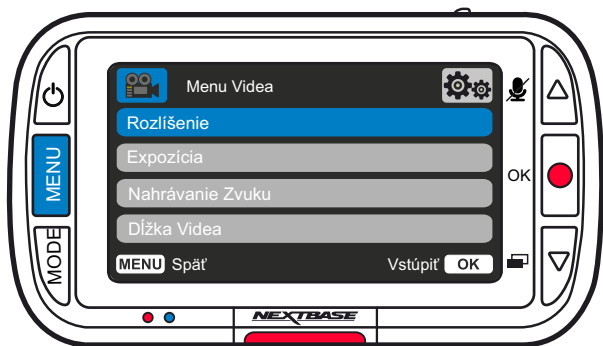 Menu Videa
Rozlíšenie
Expozícia
Nahrávanie Zvuku
Dĺžka Videa
MENU Späť
Vstúpiť OK
MENU
MODE
OK
NEXTBASE